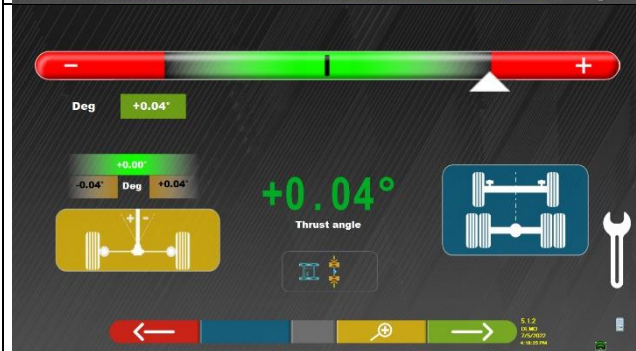 - +
Deg +0.04°
+0.00°
-0.04° Deg +0.04°
+ -
+0.04°
Thrust angle
5.1.2
DEMO
7/5/2022